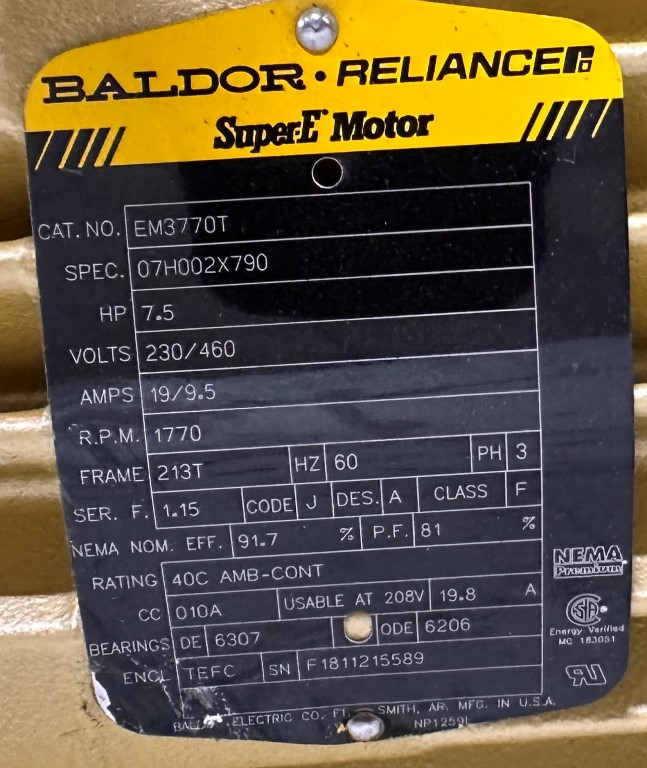 BALDOR • RELIANCE
Super-E Motor
CAT. NO. EM3770T
SPEC. 07H002X790
HP 7.5
VOLTS 230/460
AMPS 19/9.5
R.P.M. 1770
FRAME 213T HZ 60 PH 3
SER. F. 1.15 CODE J DES. A CLASS F
NEMA NOM. EFF. 91.7 % P.F. 81 %
RATING 40C AMB-CONT
CC 010A USABLE AT 208V 19.8 A
BEARINGS DE 6307 ODE 6206
ENCL TEFC SN F1811215589
NEMA
Premium
Energy Verified
ELECTRIC CO. SMITH, AR. MFG. IN U.S.A.